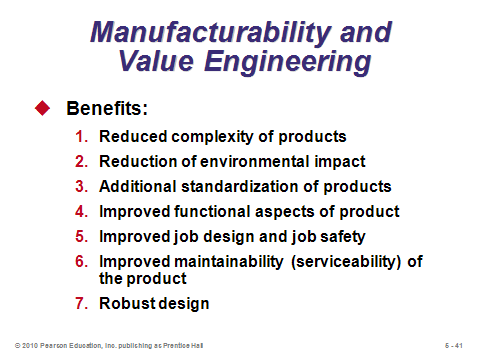 Manufacturability and
Value Engineering
Benefits:
1. Reduced complexity of products
2. Reduction of environmental impact
3. Additional standardization of products
4. Improved functional aspects of product
5. Improved job design and job safety
6. Improved maintainability (serviceability) of
the product
7. Robust design
© 2010 Pearson Education, Inc. publishing as Prentice Hall
5 - 41